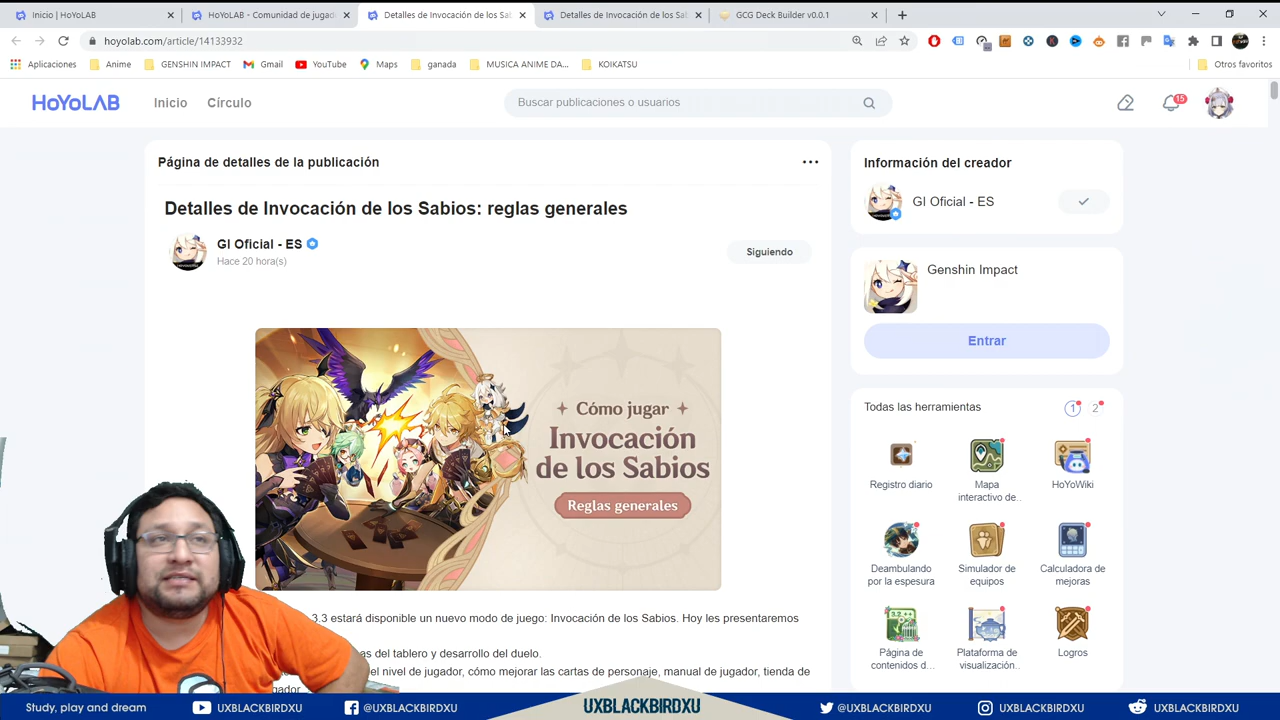 Inicio | HoYoLAB
HoYoLAB - Comunidad de jugad
Detalles de Invocación de los Sab
Detalles de Invocación de los Sab
GCG Deck Builder v0.0.1
hoyolab.com/article/14133932
Aplicaciones
Anime
GENSHIN IMPACT
Gmail
YouTube
Maps
ganada
MUSICA ANIME DA...
KOIKATSU
Otros favoritos
HoYoLAB
Inicio
Círculo
Buscar publicaciones o usuarios
15
Página de detalles de la publicación
Detalles de Invocación de los Sabios: reglas generales
GI Oficial - ES
Hace 20 hora(s)
Siguiendo
Cómo jugar
Invocación
de los Sabios
Reglas generales
3.3 estará disponible un nuevo modo de juego: Invocación de los Sabios. Hoy les presentaremos
as del tablero y desarrollo del duelo.
el nivel de jugador, cómo mejorar las cartas de personaje, manual de jugador, tienda de
gador
Información del creador
GI Oficial - ES
Genshin Impact
Entrar
Todas las herramientas
1
2
Registro diario
Mapa
interactivo de..
HoYoWiki
Deambulando
por la espesura
Simulador de
equipos
Calculadora de
mejoras
3.2
Página de
contenidos d..
Plataforma de
visualización..
Logros
Study, play and dream
UXBLACKBIRDXU
@UXBLACKBIRDXU
UXBLACKBIRDXU
@UXBLACKBIRDXU
UXBLACKBIRDXU
UXBLACKBIRDXU